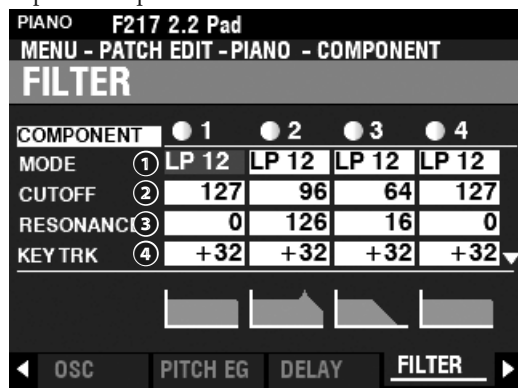 PIANO F217 2.2 Pad
MENU - PATCH EDIT -PIANO - COMPONENT
FILTER
COMPONENT 1 2 3 4
MODE ① LP 12 LP 12 LP 12 LP 12
CUTOFF ② 127 96 64 127
RESONANCE ③ 0 126 16 0
KEY TRK ④ +32 +32 +32 +32
OSC PITCH EG DELAY FILTER